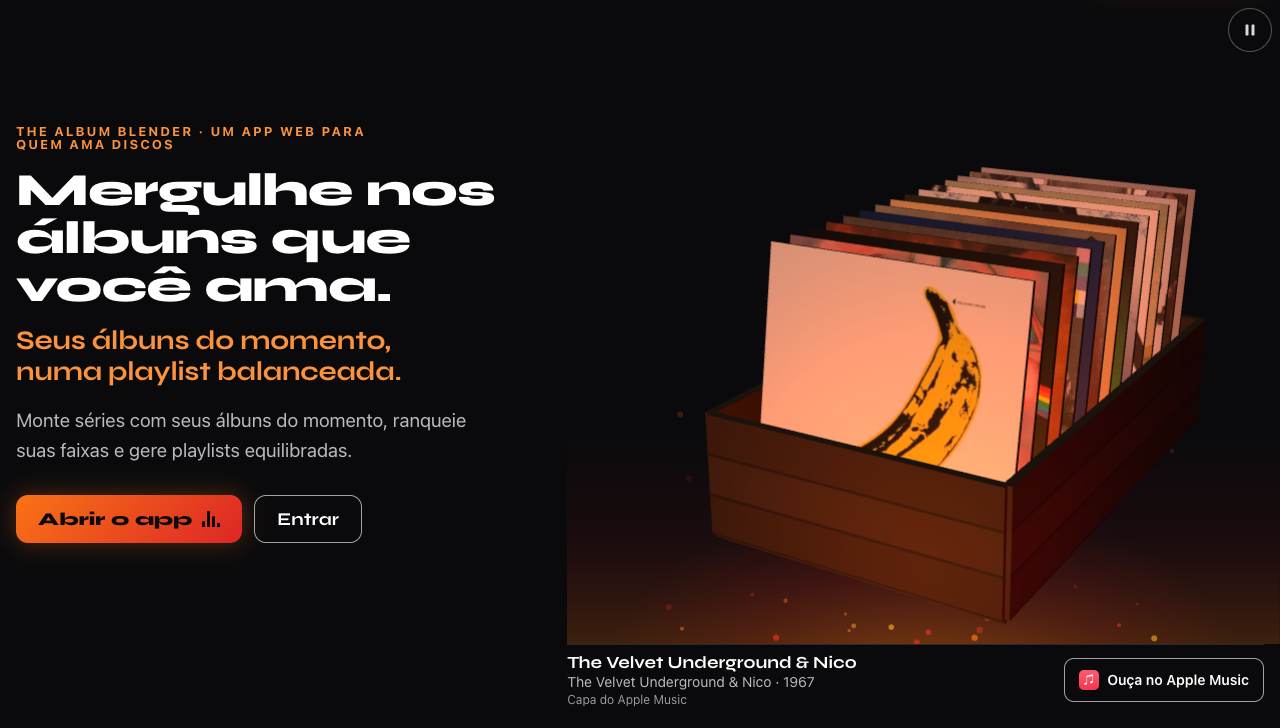 THE ALBUM BLENDER · UM APP WEB PARA
QUEM AMA DISCOS
Mergulhe nos
álbuns que
você ama.
Seus álbuns do momento,
numa playlist balanceada.
Monte séries com seus álbuns do momento, ranqueie
suas faixas e gere playlists equilibradas.
Abrir o app
Entrar
The Velvet Underground & Nico
The Velvet Underground & Nico · 1967
Capa do Apple Music
Ouça no Apple Music